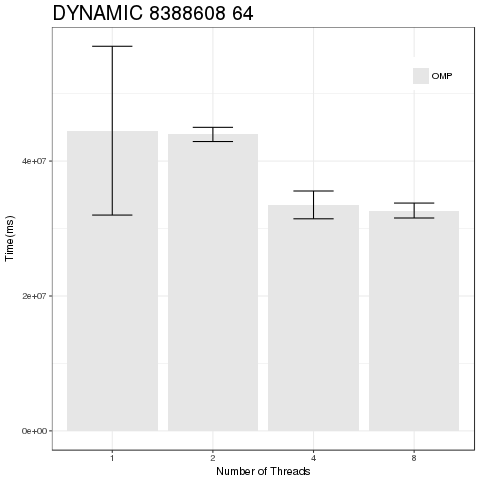 DYNAMIC 8388608 64
OMP
4e+07
2e+07
0e+00
Time(ms)
1 2 4 8
Number of Threads